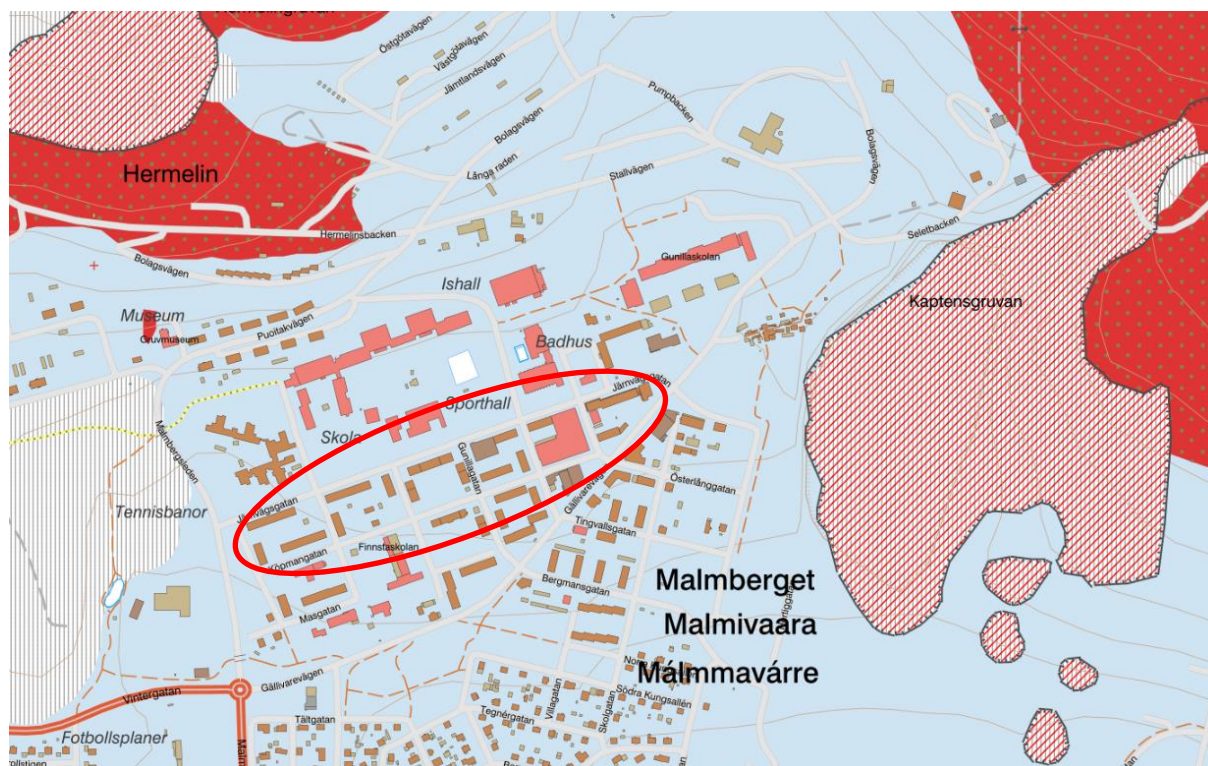 Hermelingruvan
Östgötavägen
Västgötavägen
Jämtlandsvägen
Bolagsvägen
Pumpbacken
Bolagsvägen
Långa raden
Stallvägen
Hermelin
Hermelinsbacken
Seletbacken
Bolagsvägen
Gunillaskolan
Ishall
Kaptensgruvan
Museum
Gruvmuseum
Puoitakvägen
Badhus
Järnvägsgatan
Sporthall
Skola
Malmbergsleden
Gunillagatan
Gällivarevägen
Österlånggatan
Tennisbanor
Järnvägsgatan
Tingvallsgatan
Köpmangatan
Finnstaskolan
Bergmansgatan
Malmberget
Masgatan
Malmivaara
Málmmavárre
Gällivarevägen
Vintergatan
Södra Kungsallén
Tältgatan
Tegnérgatan
Villagatan
Skolgatan
Fotbollsplaner